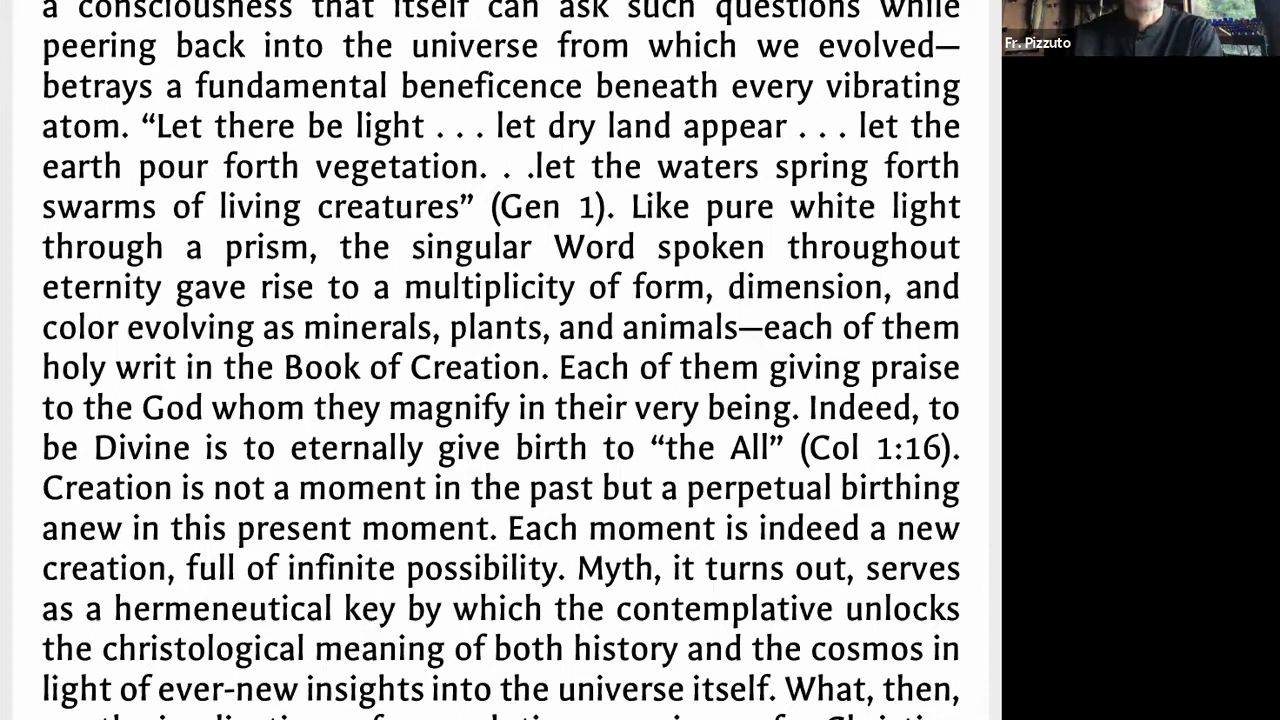 a consciousness that itself can ask such questions while
peering back into the universe from which we evolved—
betrays a fundamental beneficence beneath every vibrating
atom. “Let there be light . . . let dry land appear . . . let the
earth pour forth vegetation. . .let the waters spring forth
swarms of living creatures” (Gen 1). Like pure white light
through a prism, the singular Word spoken throughout
eternity gave rise to a multiplicity of form, dimension, and
color evolving as minerals, plants, and animals—each of them
holy writ in the Book of Creation. Each of them giving praise
to the God whom they magnify in their very being. Indeed, to
be Divine is to eternally give birth to “the All” (Col 1:16).
Creation is not a moment in the past but a perpetual birthing
anew in this present moment. Each moment is indeed a new
creation, full of infinite possibility. Myth, it turns out, serves
as a hermeneutical key by which the contemplative unlocks
the christological meaning of both history and the cosmos in
light of ever-new insights into the universe itself. What, then,
Fr. Pizzuto